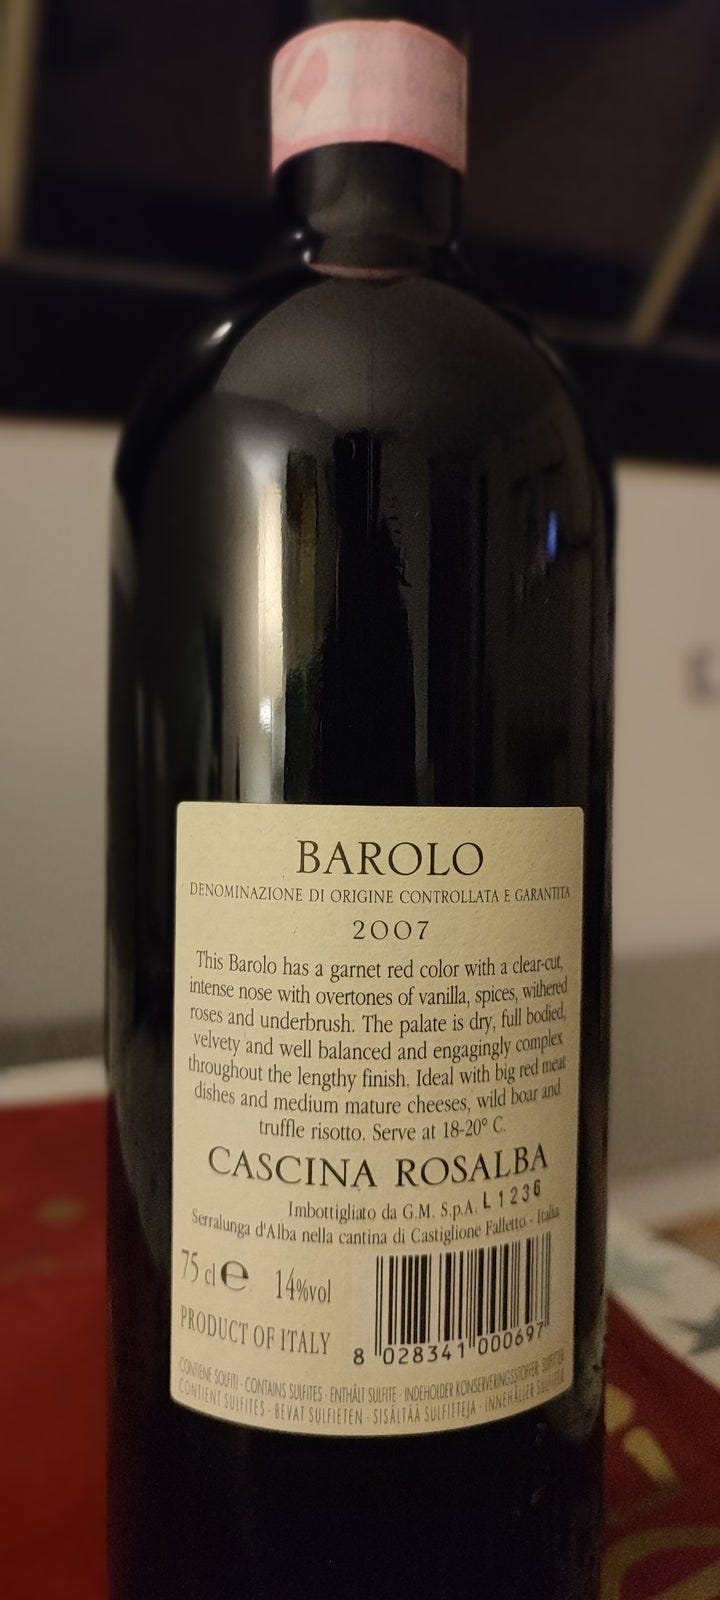 BAROLO
DENOMINAZIONE DI ORIGINE CONTROLLATA E GARANTITA
2007
This Barolo has a garnet red color with a clear-cut,
intense nose with overtones of vanilla, spices, withered
roses and underbrush. The palate is dry, full bodied,
velvety and well balanced and engagingly complex
throughout the lengthy finish. Ideal with big red meat
dishes and medium mature cheeses, wild boar and
truffle risotto. Serve at 18-20° C.
CASCINA ROSALBA
Imbottigliato da G.M. S.p.A. L 1236
Serralunga d'Alba nella cantina di Castiglione Falletto - Italia
75 cl e 14%vol
PRODUCT OF ITALY
8 028341 000697
CONTIENE SOLFITI - CONTAINS SULFITES - ENTHÄLT SULFITE - INDEHOLDER KONSERVERINGSSTOFFER: SULFITTER
CONTIENT SULFITES - BEVAT SULFIETEN - SISÄLTÄÄ SULFITTEJA - INNEHÅLLER SULFITER